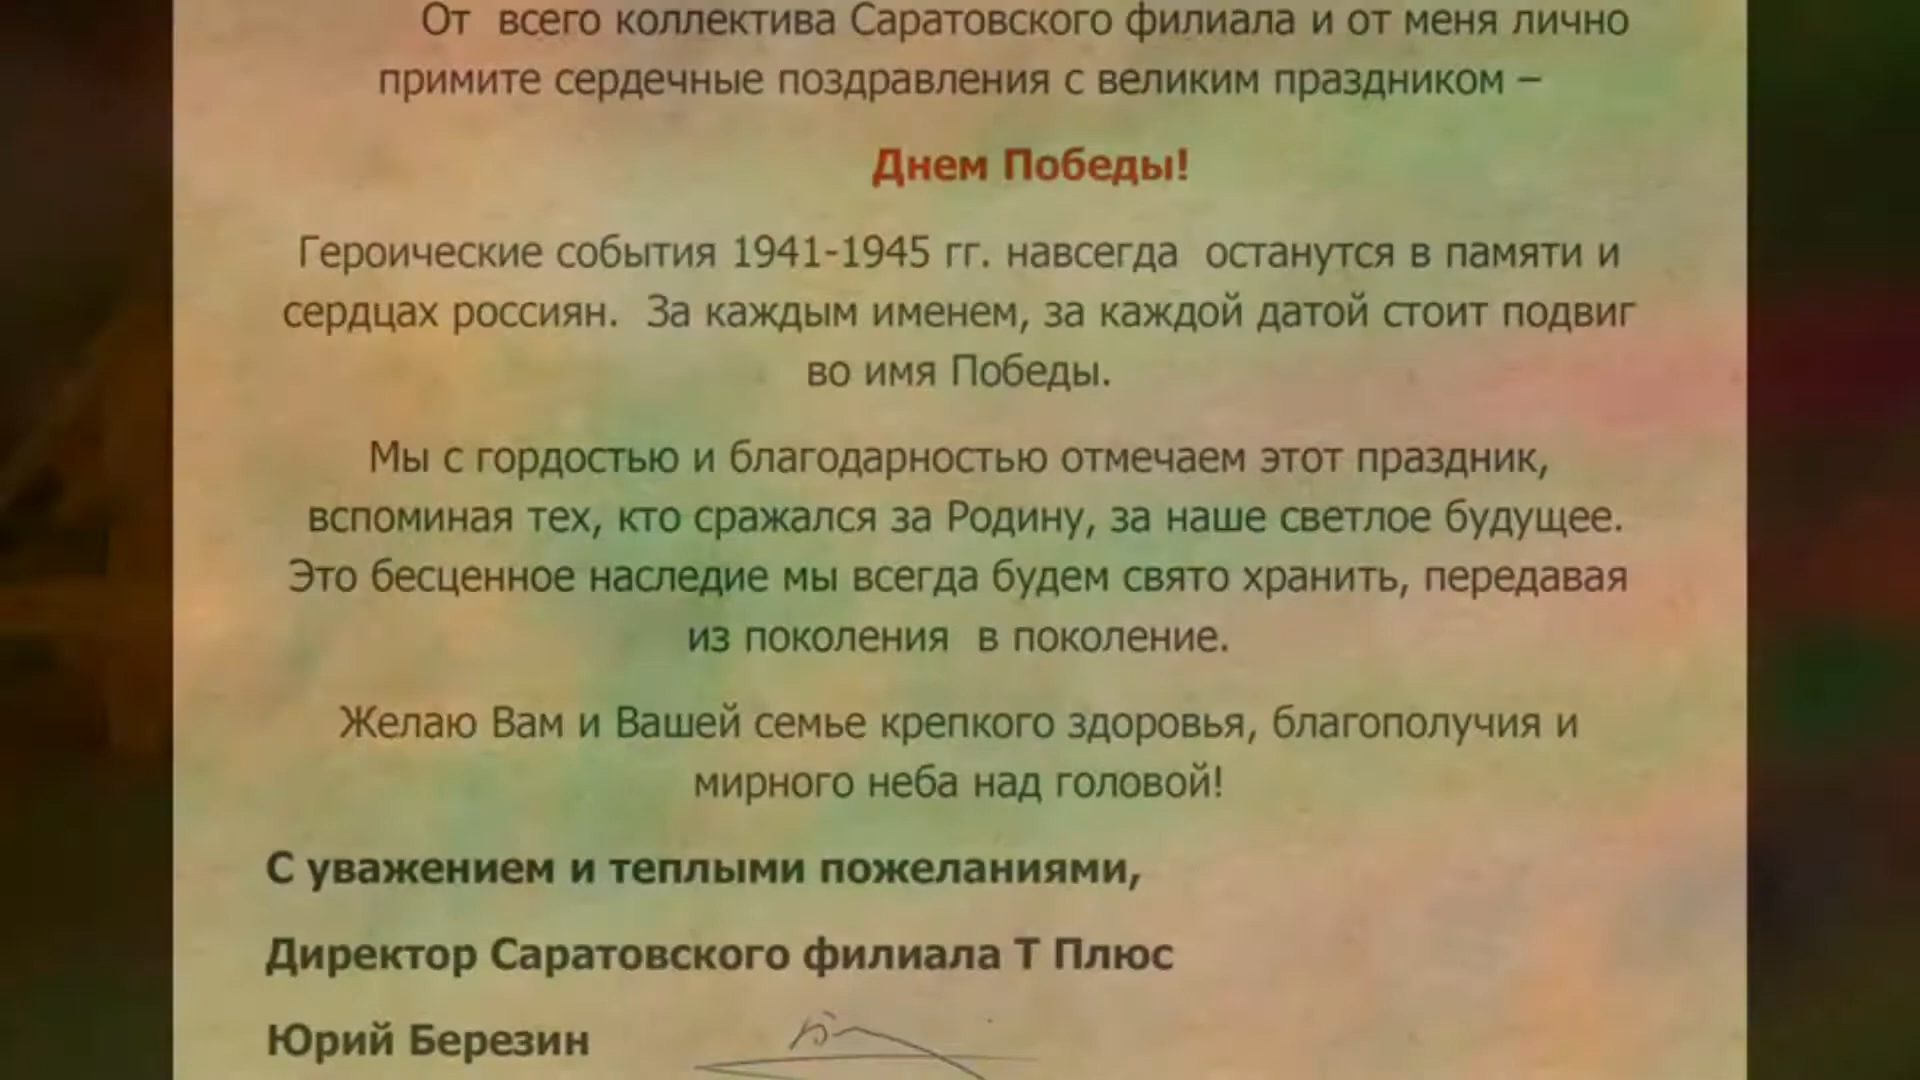 От всего коллектива Саратовского филиала и от меня лично
примите сердечные поздравления с великим праздником –
Днем Победы!
Героические события 1941-1945 гг. навсегда останутся в памяти и
сердцах россиян. За каждым именем, за каждой датой стоит подвиг
во имя Победы.
Мы с гордостью и благодарностью отмечаем этот праздник,
вспоминая тех, кто сражался за Родину, за наше светлое будущее.
Это бесценное наследие мы всегда будем свято хранить, передавая
из поколения в поколение.
Желаю Вам и Вашей семье крепкого здоровья, благополучия и
мирного неба над головой!
С уважением и теплыми пожеланиями,
Директор Саратовского филиала Т Плюс
Юрий Березин